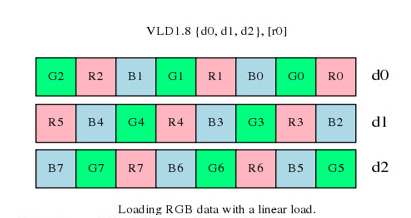 VLD1.8 {d0, d1, d2}, [r0]
G2 R2 B1 G1 R1 B0 G0 R0 d0
R5 B4 G4 R4 B3 G3 R3 B2 d1
B7 G7 R7 B6 G6 R6 B5 G5 d2
Loading RGB data with a linear load.